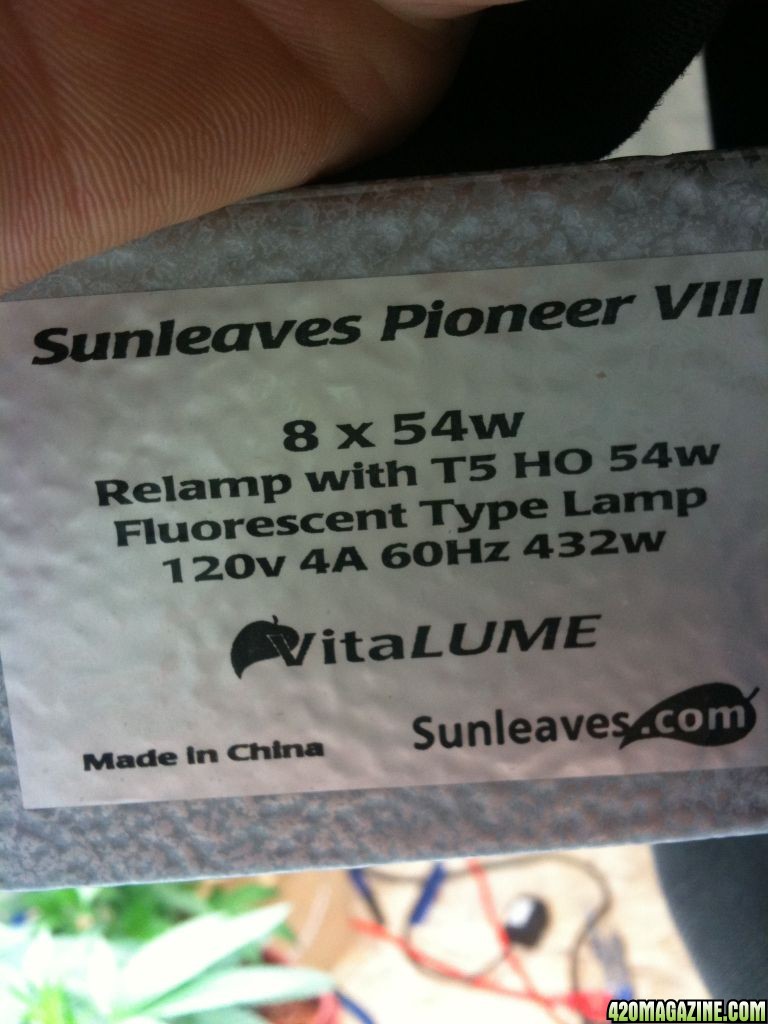 Sunleaves Pioneer VIII
8 x 54w
Relamp with T5 HO 54w
Fluorescent Type Lamp
120v 4A 60Hz 432w
VitaLUME
Sunleaves.com
Made in China
420MAGAZINE.COM